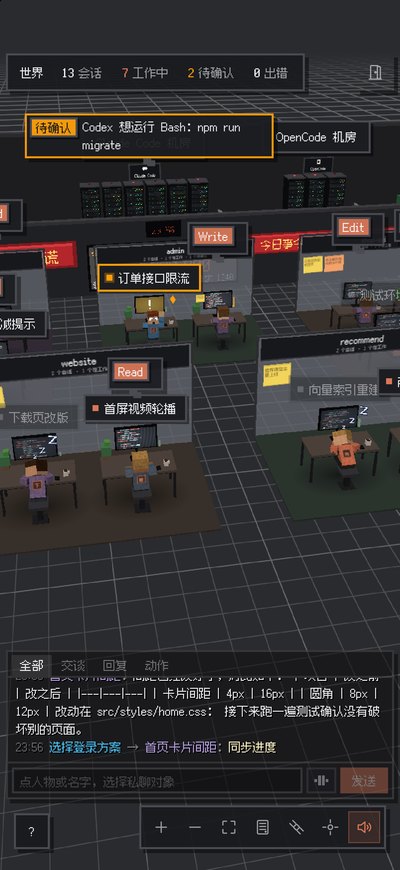 世界 13 会话 7 工作中 2 待确认 0 出错
待确认 Codex 想运行 Bash: npm run
migrate
OpenCode 机房
Write
Edit
admin
今日
订单接口限流
测试环境
减提示
website
recommend
Read
首屏视频轮播
下载页改版
向量索引重建
全部 交谈 回复 动作
| 改之后 | |---|---|---| | 卡片间距 | 4px | 16px | | 圆角 | 8px |
12px | 改动在 src/styles/home.css: 接下来跑一遍测试确认没有破
坏别的页面。
23:56 选择登录方案 → 首页卡片间距: 同步进度
点人物或名字，选择私聊对象
发送
?